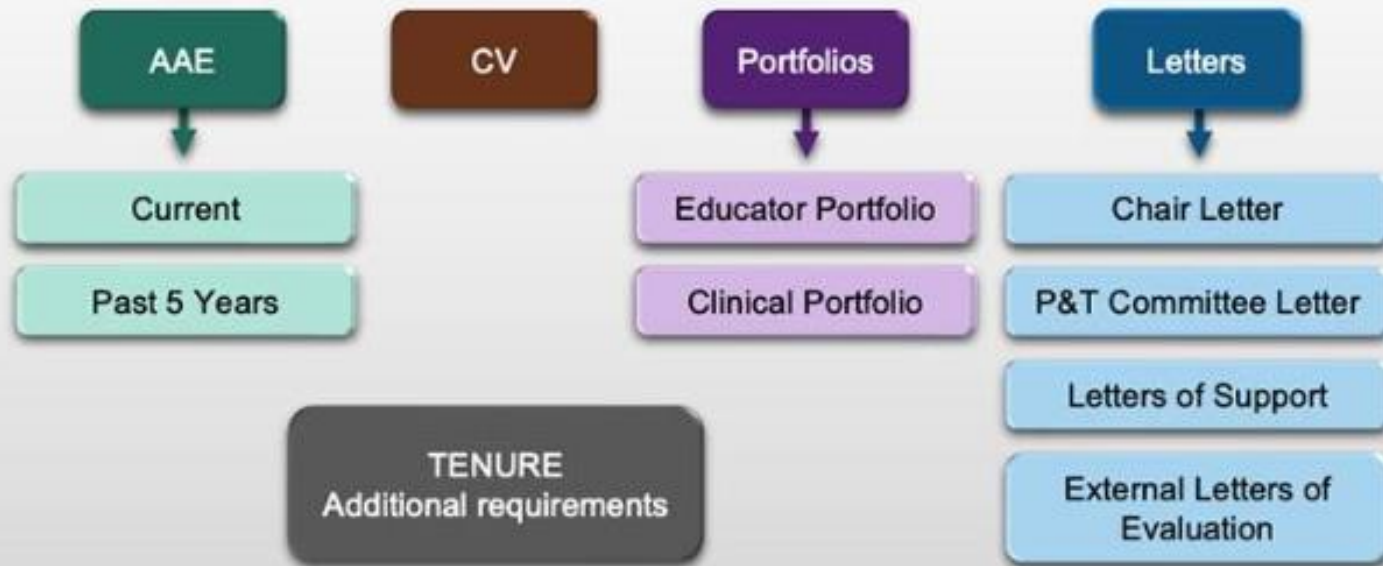 AAE
CV
Portfolios
Letters
Current
Educator Portfolio
Chair Letter
Past 5 Years
Clinical Portfolio
P&T Committee Letter
Letters of Support
TENURE
Additional requirements
External Letters of
Evaluation